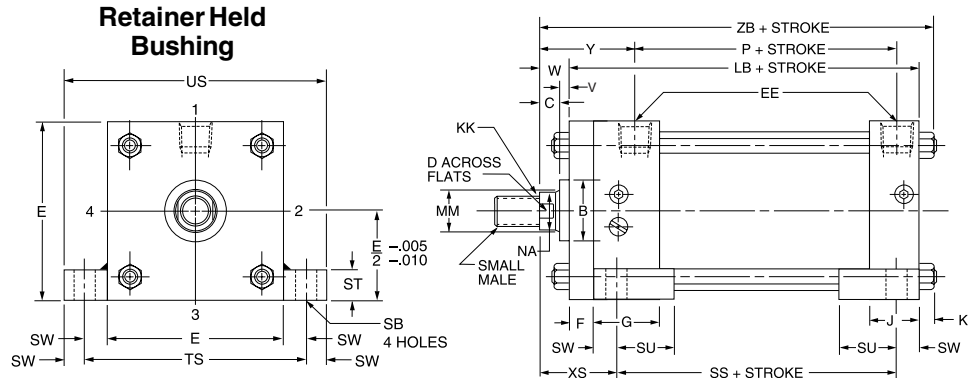 Retainer Held
Bushing
US
1
E
4
2
E/2 -.005 -.010
ST
3
SB
4 HOLES
SW
E
SW
SW
TS
SW
ZB + STROKE
Y
P + STROKE
W
LB + STROKE
V
C
EE
KK
D ACROSS
FLATS
MM
B
NA
SMALL
MALE
F
G
J
K
SW
SU
SU
SW
XS
SS + STROKE